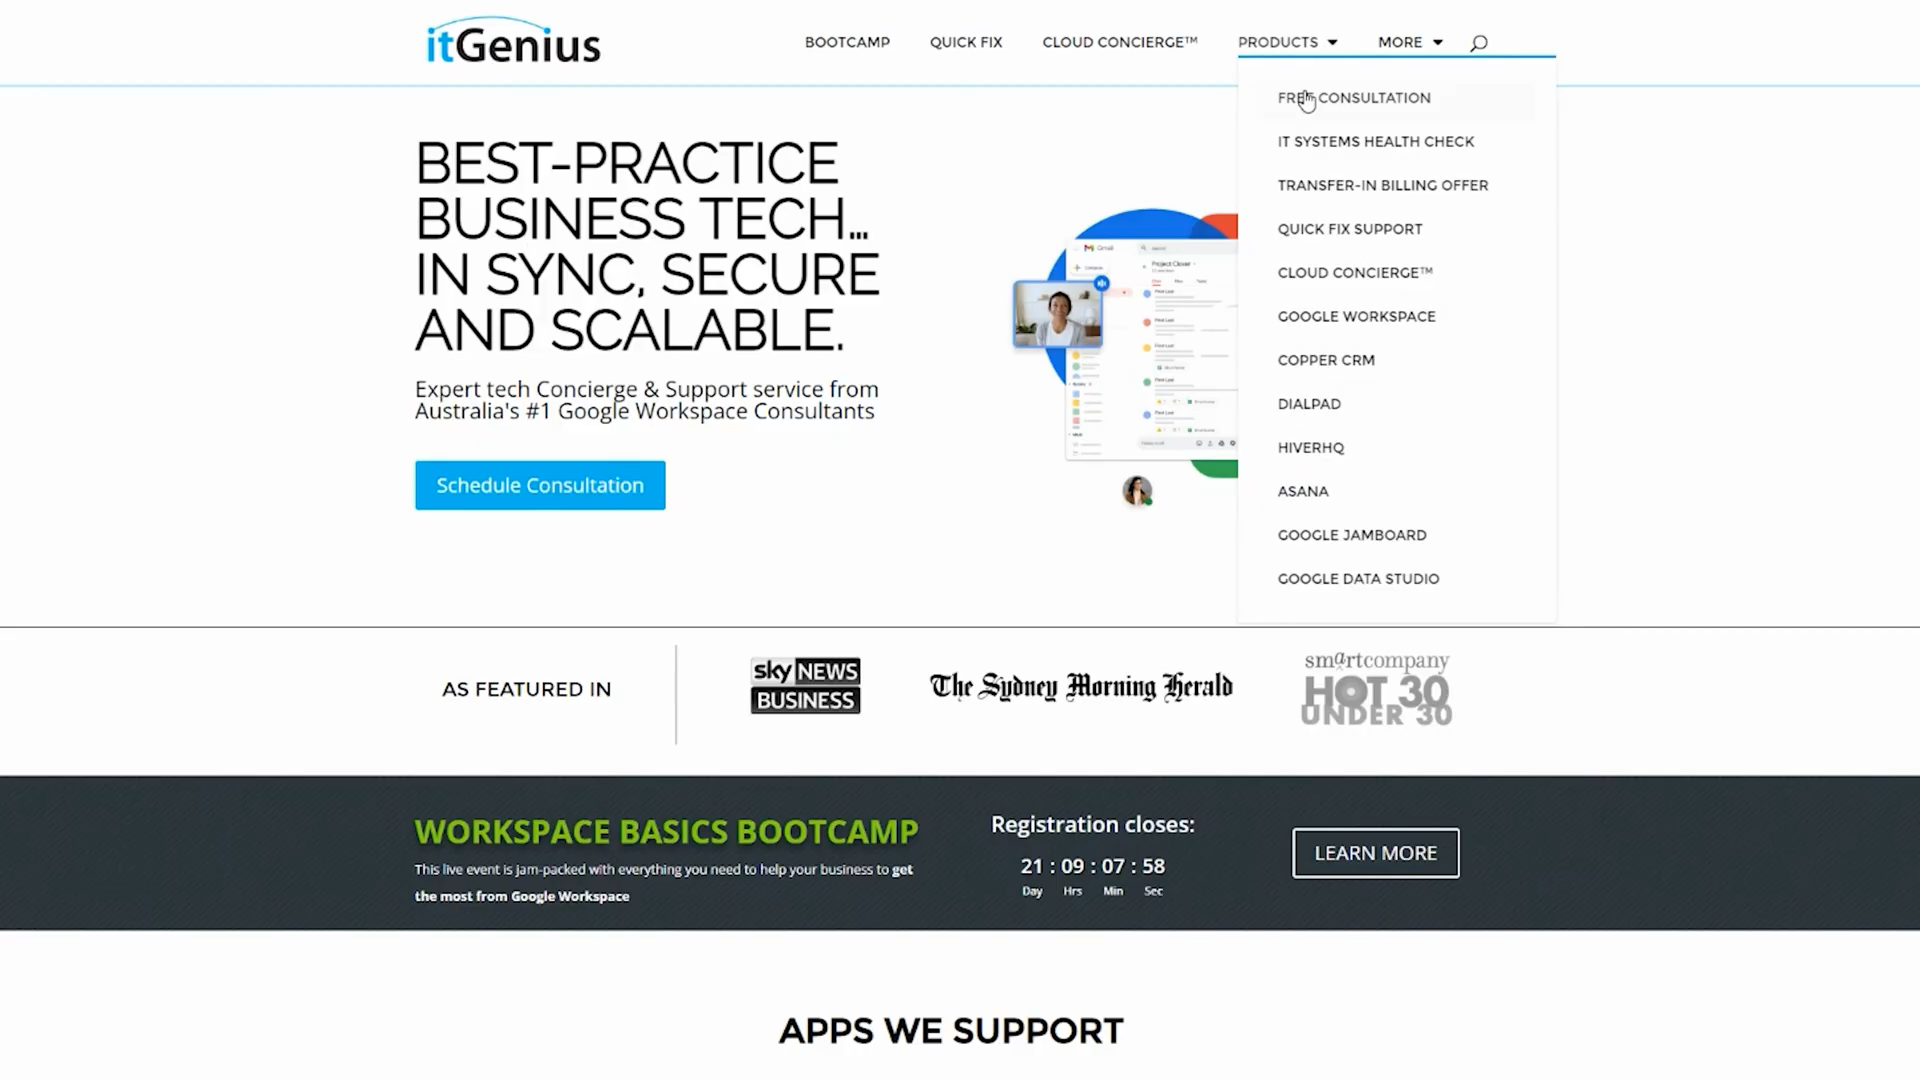 itGenius
BOOTCAMP
QUICK FIX
CLOUD CONCIERGE™
PRODUCTS
MORE
FREE CONSULTATION
IT SYSTEMS HEALTH CHECK
TRANSFER-IN BILLING OFFER
QUICK FIX SUPPORT
CLOUD CONCIERGE™
GOOGLE WORKSPACE
COPPER CRM
DIALPAD
HIVERHQ
ASANA
GOOGLE JAMBOARD
GOOGLE DATA STUDIO
BEST-PRACTICE
BUSINESS TECH...
IN SYNC, SECURE
AND SCALABLE.
Expert tech Concierge & Support service from
Australia's #1 Google Workspace Consultants
Schedule Consultation
Gmail
Project Clover
AS FEATURED IN
sky NEWS
BUSINESS
The Sydney Morning Herald
smartcompany
HOT 30
UNDER 30
WORKSPACE BASICS BOOTCAMP
This live event is jam-packed with everything you need to help your business to get
the most from Google Workspace
Registration closes:
21 : 09 : 07 : 58
Day Hrs Min Sec
LEARN MORE
APPS WE SUPPORT